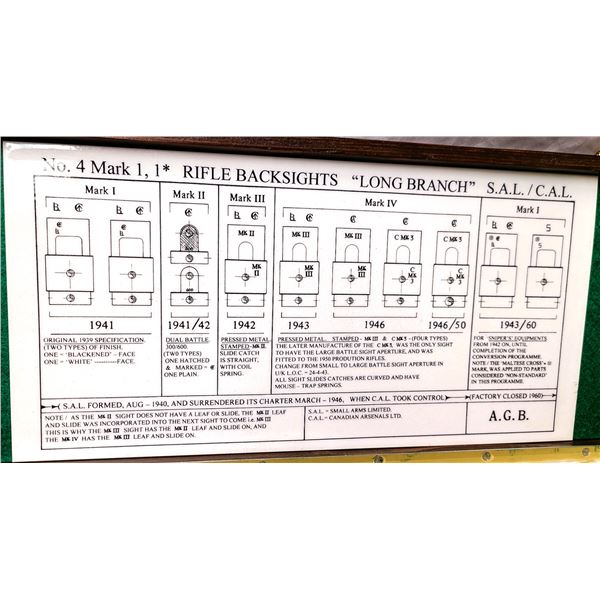 No. 4 Mark 1, 1* RIFLE BACKSIGHTS "LONG BRANCH" S.A.L. / C.A.L.
Mark I Mark II Mark III Mark IV Mark I
MK II MK III MK III C MK 3 C MK 3
MK II MK III MK III C MK 3 C MK 3
600
600
1941 1941/42 1942 1943 1946 1946/50 1943/60
ORIGINAL 1939 SPECIFICATION.
(TWO TYPES) OF FINISH.
ONE = 'BLACKENED' – FACE
ONE = 'WHITE' ----------FACE.
DUAL BATTLE.
300/600.
(TW0 TYPES)
ONE HATCHED
& MARKED =
ONE PLAIN.
PRESSED METAL.
STAMPED-MK II.
SLIDE CATCH
IS STRAIGHT,
WITH COIL
SPRING.
PRESSED METAL. STAMPED - MK III & C MK 3, - (FOUR TYPES)
THE LATER MANUFACTURE OF THE C MK 3, WAS THE ONLY SIGHT
TO HAVE THE LARGE BATTLE SIGHT APERTURE, AND WAS
FITTED TO THE 1950 PRODUTION RIFLES.
CHANGE FROM SMALL TO LARGE BATTLE SIGHT APERTURE IN
U/K L.O.C. = 24-4-43.
ALL SIGHT SLIDES CATCHES ARE CURVED AND HAVE
MOUSE – TRAP SPRINGS.
FOR 'SNIPER'S' EQUIPMENTS
FROM 1942 ON, UNTIL
COMPLETION OF THE
CONVERSION PROGRAMME.
NOTE / THE 'MALTESE CROSS'=
MARK, WAS APPLIED TO PARTS
CONSIDERED 'NON-STANDARD'
IN THIS PROGRAMME.
( S.A.L. FORMED, AUG – 1940, AND SURRENDERED ITS CHARTER MARCH – 1946, WHEN C.A.L. TOOK CONTROL) (FACTORY CLOSED 1960)
NOTE / AS THE MK II SIGHT DOES NOT HAVE A LEAF OR SLIDE, THE MK II LEAF
AND SLIDE WAS INCORPORATED INTO THE NEXT SIGHT TO COME i.e. MK III
THIS IS WHY THE MK III SIGHT HAS THE MK II LEAF AND SLIDE ON, AND
THE MK IV HAS THE MK III LEAF AND SLIDE ON.
S.A.L. = SMALL ARMS LIMITED.
C.A.L.= CANADIAN ARSENALS LTD.
A.G.B.